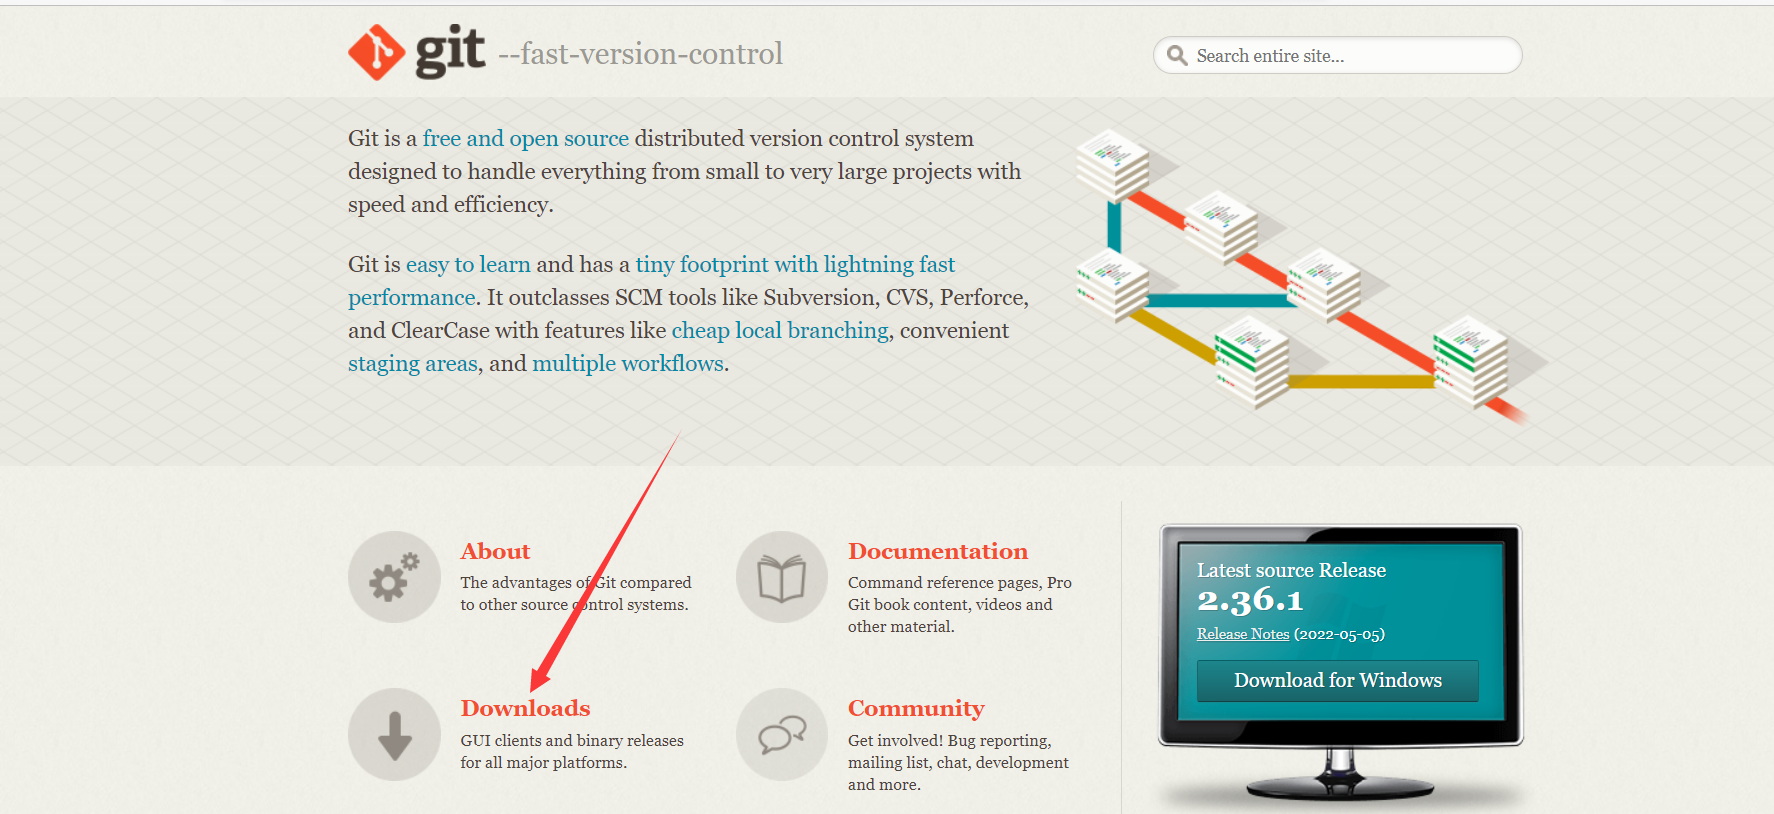 git --fast-version-control
Search entire site...
Git is a free and open source distributed version control system
designed to handle everything from small to very large projects with
speed and efficiency.
Git is easy to learn and has a tiny footprint with lightning fast
performance. It outclasses SCM tools like Subversion, CVS, Perforce,
and ClearCase with features like cheap local branching, convenient
staging areas, and multiple workflows.
About
The advantages of Git compared
to other source control systems.
Documentation
Command reference pages, Pro
Git book content, videos and
other material.
Downloads
GUI clients and binary releases
for all major platforms.
Community
Get involved! Bug reporting,
mailing list, chat, development
and more.
Latest source Release
2.36.1
Release Notes (2022-05-05)
Download for Windows